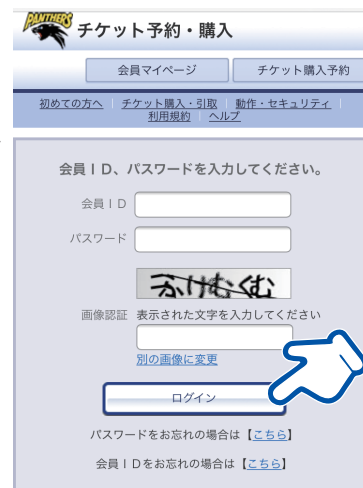 PANTHERS チケット予約・購入
会員マイページ チケット購入予約
初めての方へ | チケット購入・引取 | 動作・セキュリティ |
利用規約 | ヘルプ
会員ID、パスワードを入力してください。
会員ID
パスワード
かけむくむ
画像認証 表示された文字を入力してください
別の画像に変更
ログイン
パスワードをお忘れの場合は【こちら】
会員IDをお忘れの場合は【こちら】